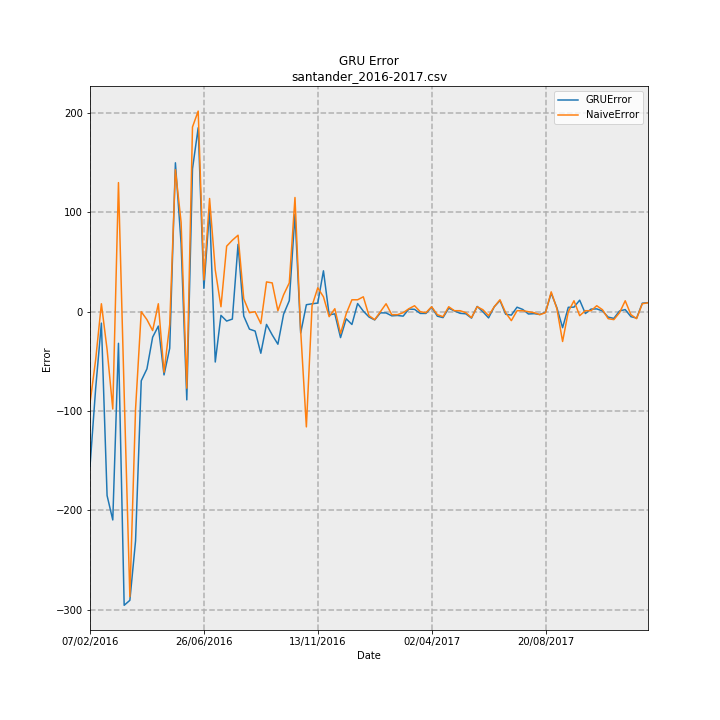 GRU Error
santander_2016-2017.csv
GRUError
NaiveError
200
100
0
−100
−200
−300
Error
07/02/2016
26/06/2016
13/11/2016
02/04/2017
20/08/2017
Date